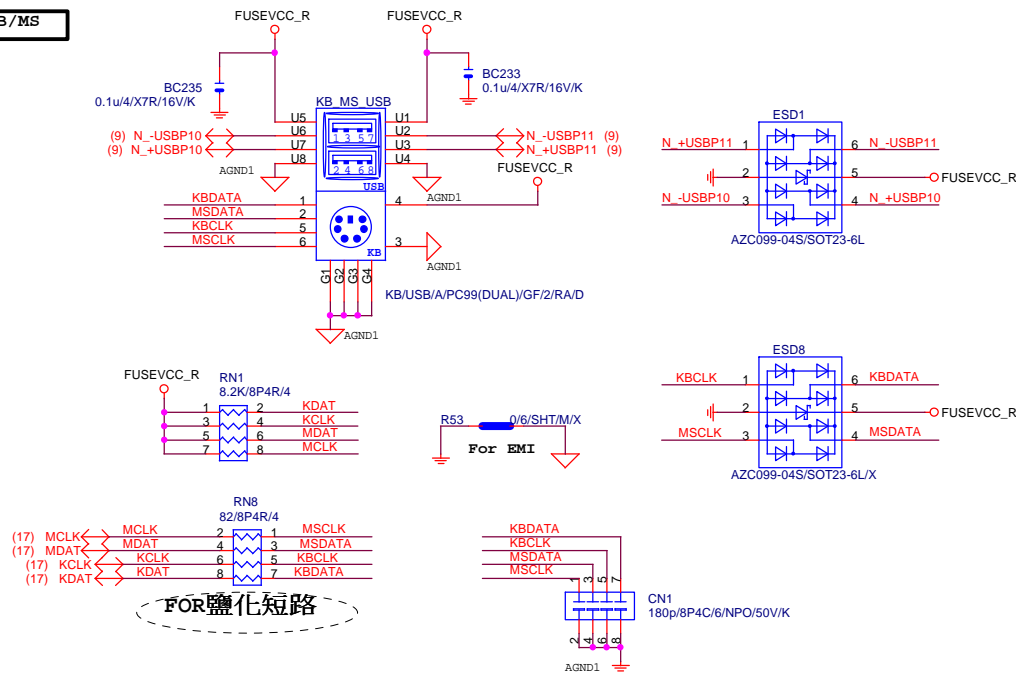 B/MS
FUSEVCC_R
FUSEVCC_R
BC235
0.1u/4/X7R/16V/K
BC233
0.1u/4/X7R/16V/K
KB_MS_USB
U5
U6
U7
U8
U1
U2
U3
U4
1 3 5 7
2 4 6 8
USB
(9) N_-USBP10
(9) N_+USBP10
N_-USBP11 (9)
N_+USBP11 (9)
AGND1
AGND1
FUSEVCC_R
KBDATA 1
MSDATA 2
KBCLK 5
MSCLK 6
4
3
KB
AGND1
G1
G2
G3
G4
KB/USB/A/PC99(DUAL)/GF/2/RA/D
AGND1
ESD1
N_+USBP11 1
2
N_-USBP10 3
6 N_-USBP11
5 FUSEVCC_R
4 N_+USBP10
AZC099-04S/SOT23-6L
FUSEVCC_R
RN1
8.2K/8P4R/4
1 2 KDAT
3 4 KCLK
5 6 MDAT
7 8 MCLK
R53 0/6/SHT/M/X
For EMI
ESD8
KBCLK 1
2
MSCLK 3
6 KBDATA
5 FUSEVCC_R
4 MSDATA
AZC099-04S/SOT23-6L/X
RN8
82/8P4R/4
(17) MCLK MCLK 2 1 MSCLK
(17) MDAT MDAT 4 3 MSDATA
(17) KCLK KCLK 6 5 KBCLK
(17) KDAT KDAT 8 7 KBDATA
FOR鹽化短路
KBDATA
KBCLK
MSDATA
MSCLK
1 3 5 7
CN1
180p/8P4C/6/NPO/50V/K
2 4 6 8
AGND1